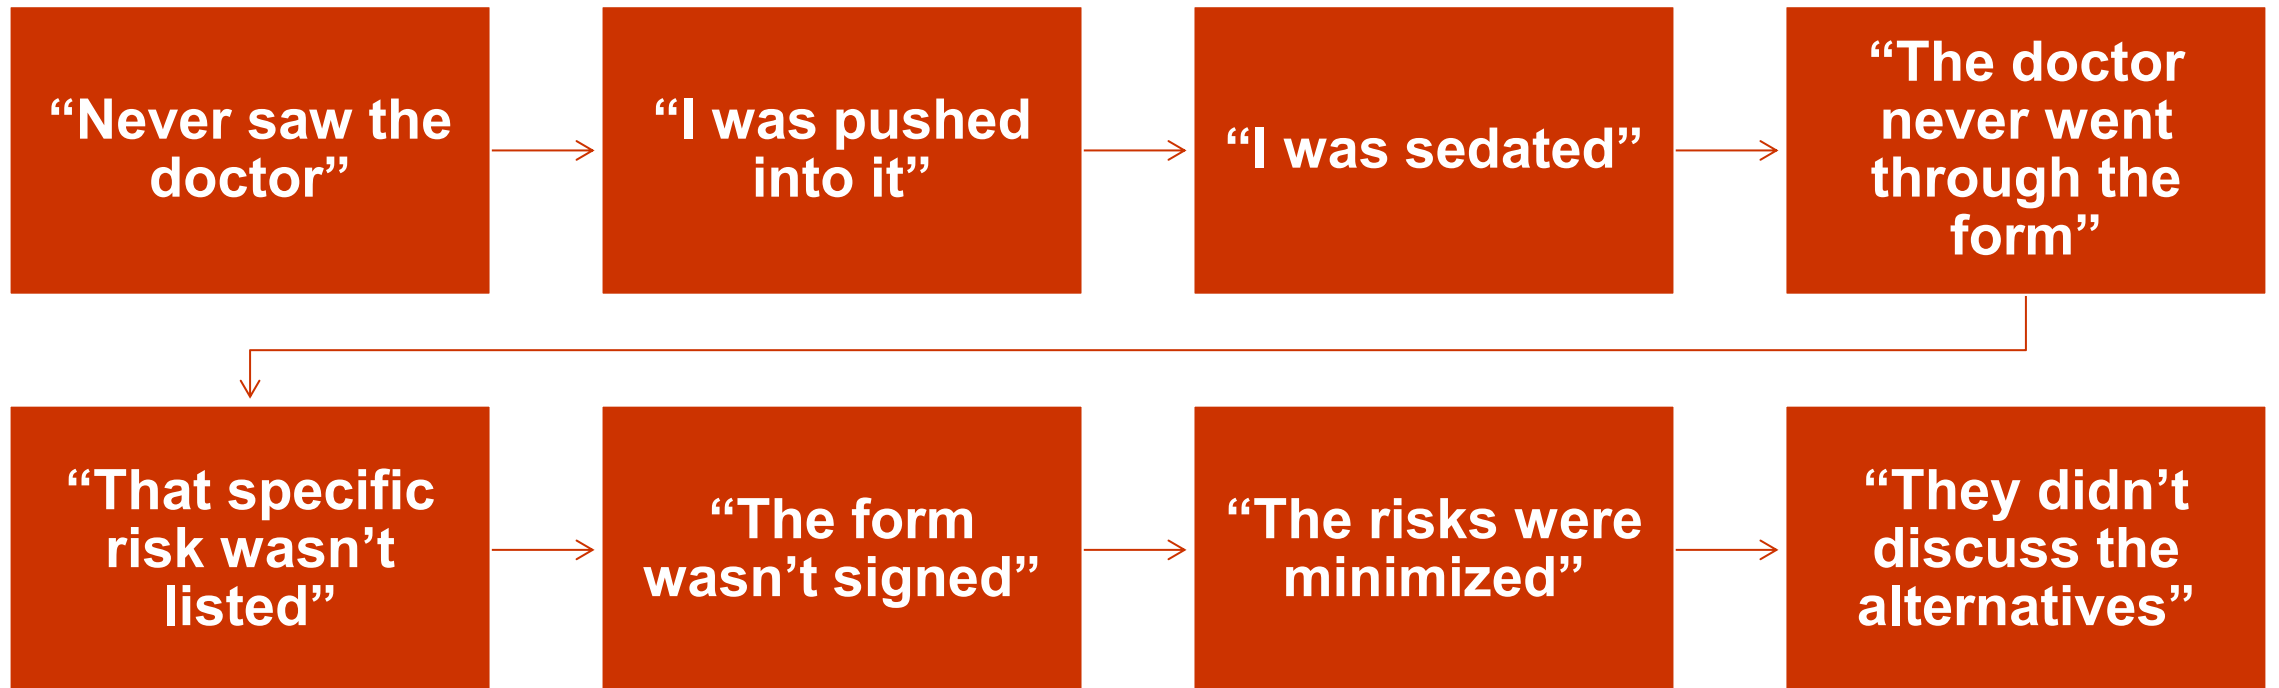 “Never saw the
doctor”
“I was pushed
into it”
“I was sedated”
“The doctor
never went
through the
form”
“That specific
risk wasn’t
listed”
“The form
wasn’t signed”
“The risks were
minimized”
“They didn’t
discuss the
alternatives”